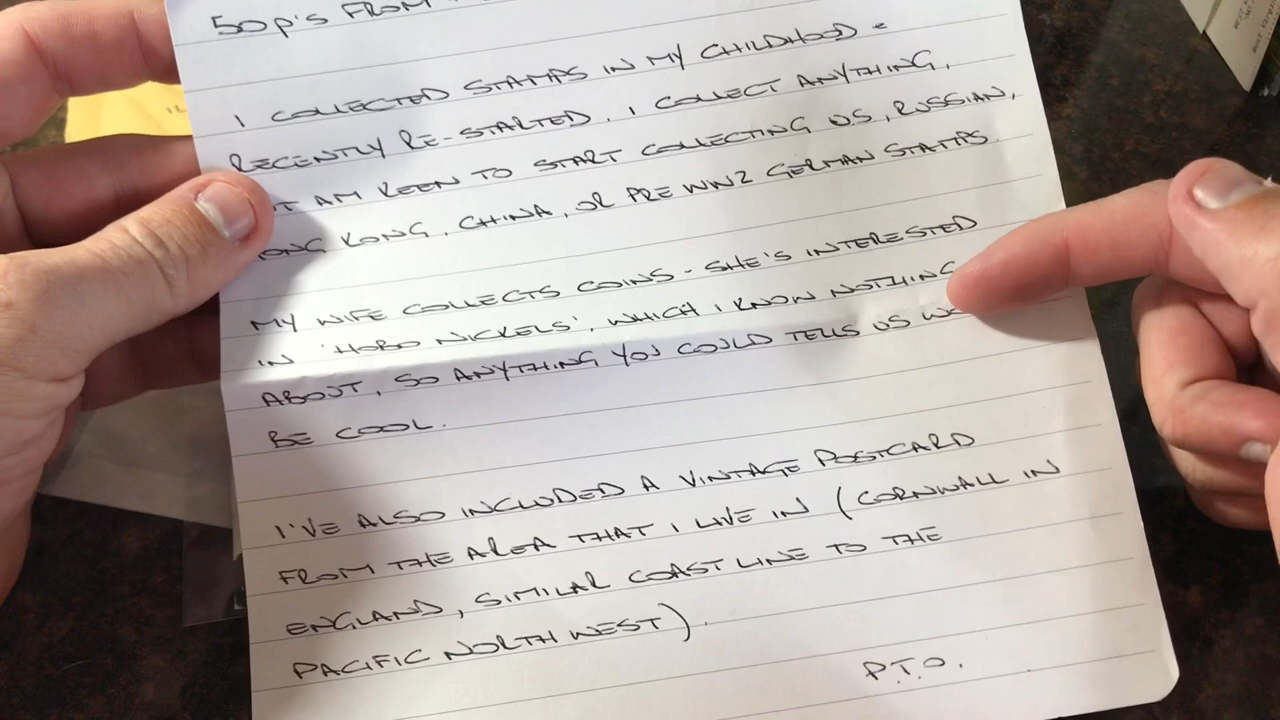 50p's FROM
I COLLECTED STAMPS IN MY CHILDHOOD &
RECENTLY RE-STARTED. I COLLECT ANYTHING,
AM KEEN TO START COLLECTING US, RUSSIAN,
KONG, CHINA, OR PRE WW2 GERMAN STAMPS.
MY WIFE COLLECTS COINS - SHE'S INTERESTED
IN 'HOBO NICKELS', WHICH I KNOW NOTHING
ABOUT, SO ANYTHING YOU COULD TELLS US
BE COOL.
I'VE ALSO INCLUDED A VINTAGE POSTCARD
FROM THE AREA THAT I LIVE IN (CORNWALL IN
ENGLAND, SIMILAR COAST LINE TO THE
PACIFIC NORTH WEST).
P.T.O.